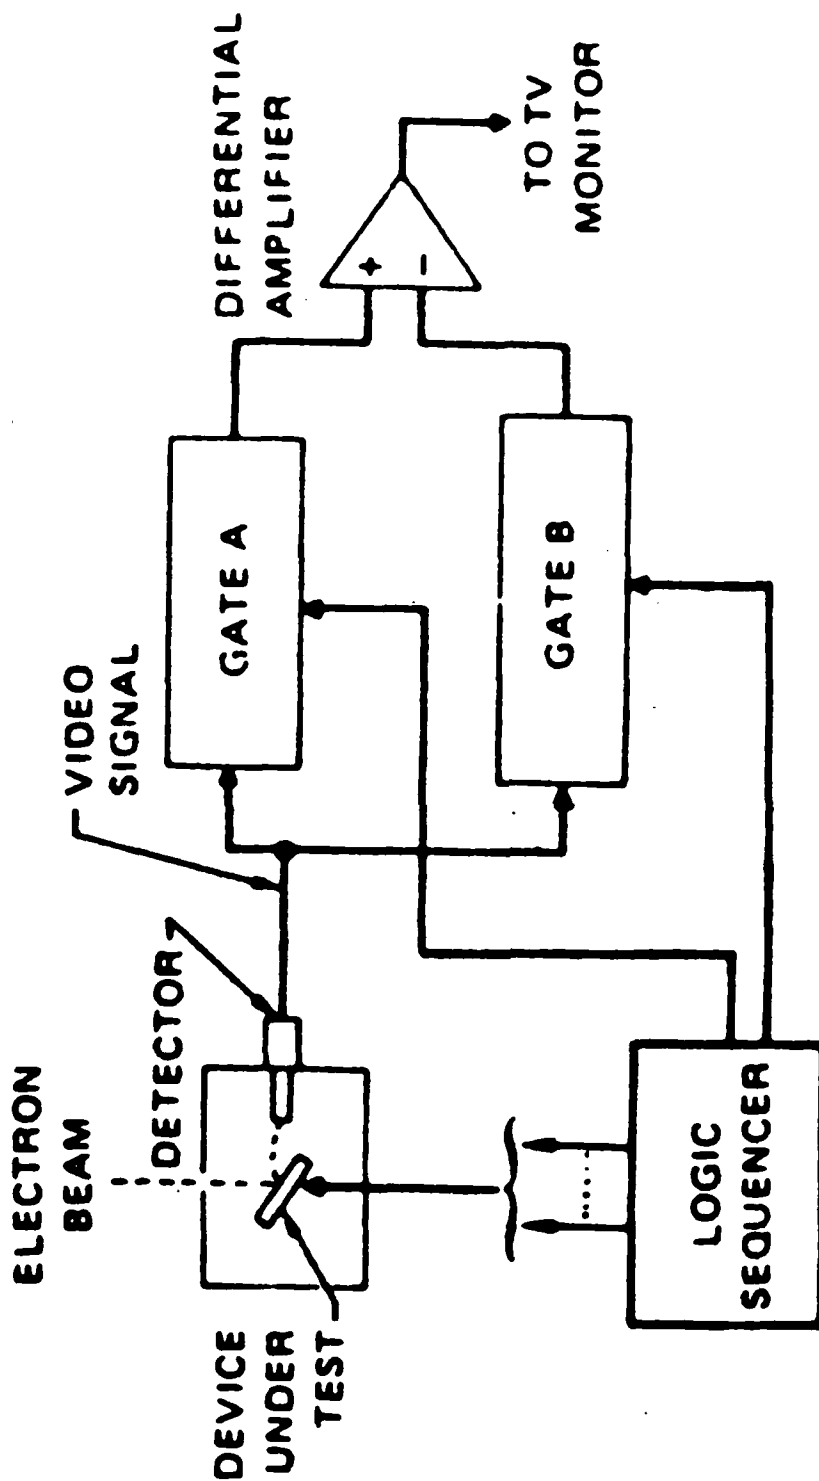 ELECTRON
BEAM
DETECTOR
VIDEO
SIGNAL
DIFFERENTIAL
AMPLIFIER
DEVICE
UNDER
TEST
GATE A
+
−
TO TV
MONITOR
GATE B
LOGIC
SEQUENCER